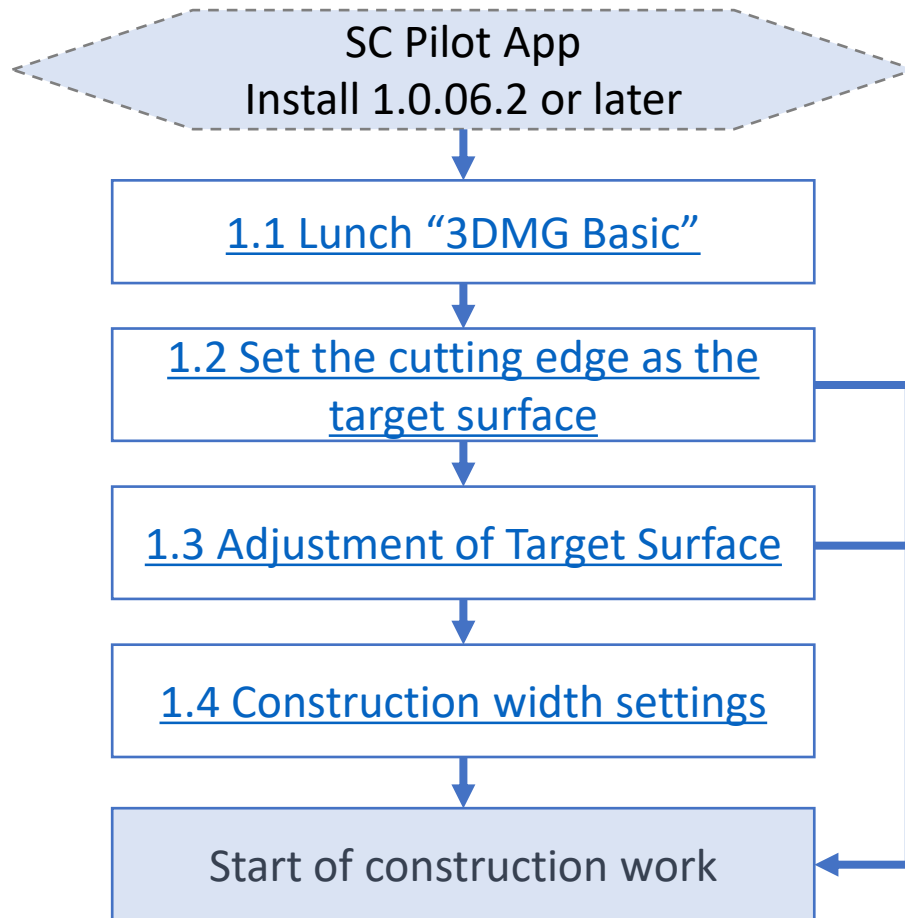 SC Pilot App
Install 1.0.06.2 or later
1.1 Lunch “3DMG Basic”
1.2 Set the cutting edge as the
target surface
1.3 Adjustment of Target Surface
1.4 Construction width settings
Start of construction work